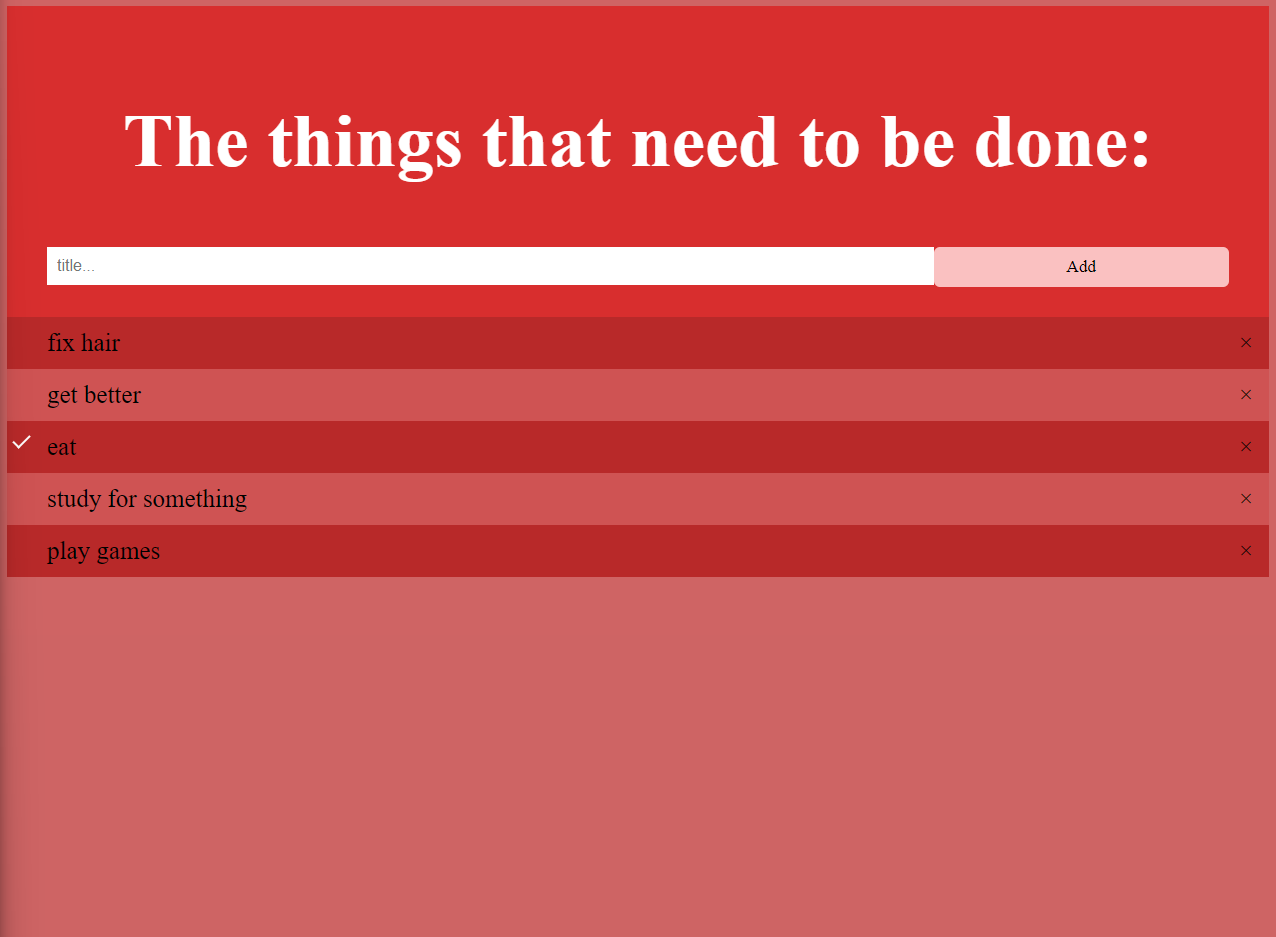 The things that need to be done:
title... Add
fix hair ×
get better ×
eat ×
study for something ×
play games ×